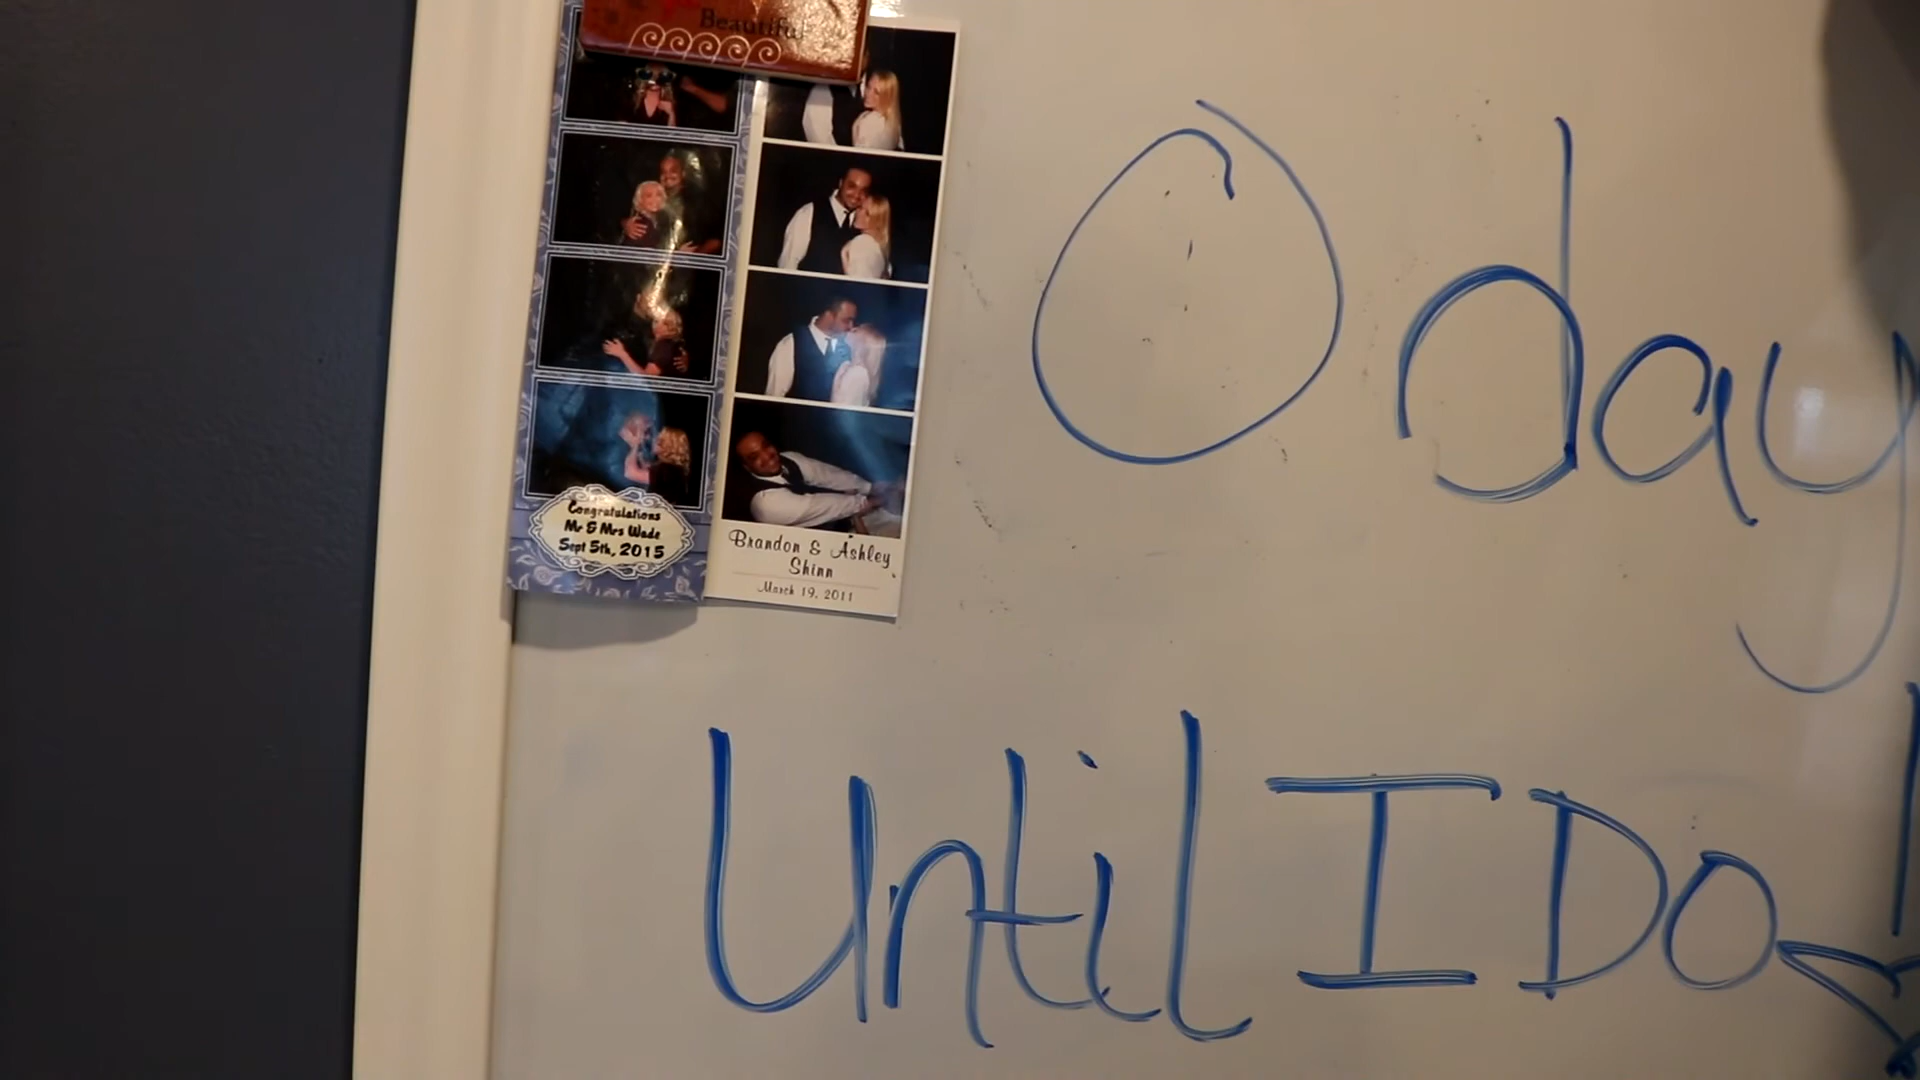 Beautiful
0 day
Until I Do
Congratulations
Mr & Mrs Wade
Sept 5th, 2015
Brandon & Ashley
Shinn
March 19, 2011